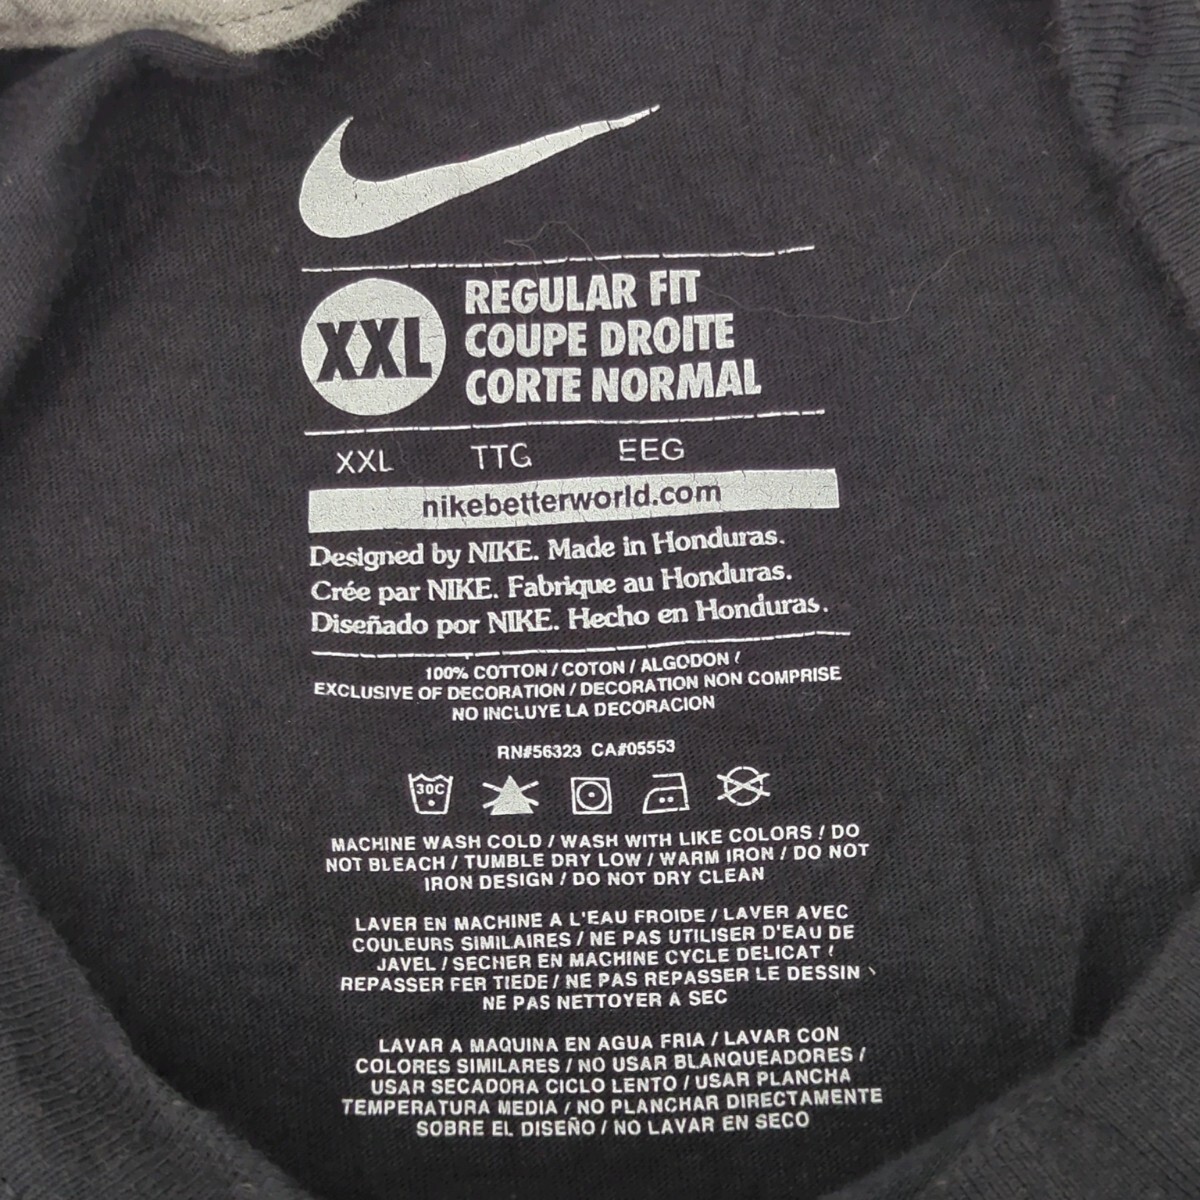 XXL
REGULAR FIT
COUPE DROITE
CORTE NORMAL
XXL TTG EEG
nikebetterworld.com
Designed by NIKE. Made in Honduras.
Crée par NIKE. Fabrique au Honduras.
Diseñado por NIKE. Hecho en Honduras.
100% COTTON / COTON / ALGODON /
EXCLUSIVE OF DECORATION / DECORATION NON COMPRISE
NO INCLUYE LA DECORACION
RN#56323 CA#05553
30C
MACHINE WASH COLD / WASH WITH LIKE COLORS / DO
NOT BLEACH / TUMBLE DRY LOW / WARM IRON / DO NOT
IRON DESIGN / DO NOT DRY CLEAN
LAVER EN MACHINE A L'EAU FROIDE / LAVER AVEC
COULEURS SIMILAIRES / NE PAS UTILISER D'EAU DE
JAVEL / SECHER EN MACHINE CYCLE DELICAT /
REPASSER FER TIEDE / NE PAS REPASSER LE DESSIN \
NE PAS NETTOYER A SEC
LAVAR A MAQUINA EN AGUA FRIA / LAVAR CON
COLORES SIMILARES / NO USAR BLANQUEADORES /
USAR SECADORA CICLO LENTO / USAR PLANCHA
TEMPERATURA MEDIA / NO PLANCHAR DIRECTAMENTE
SOBRE EL DISEÑO / NO LAVAR EN SECO